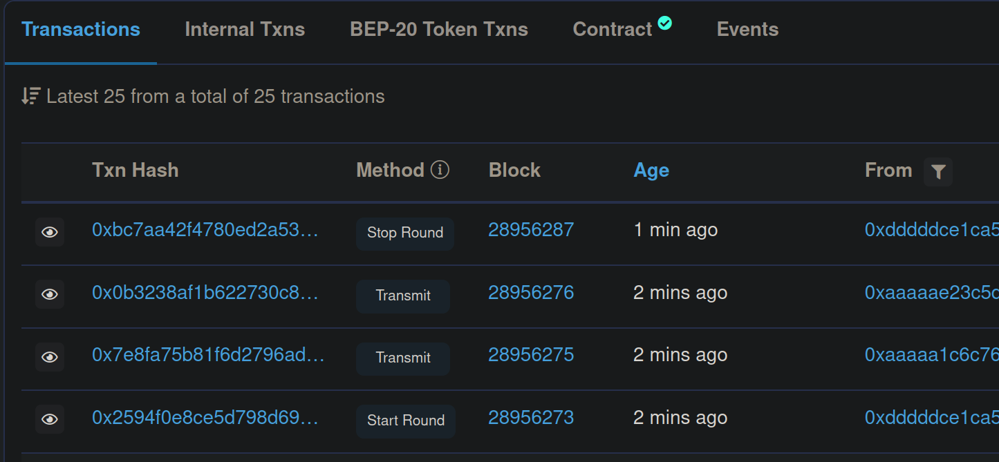 Transactions Internal Txns BEP-20 Token Txns Contract Events
Latest 25 from a total of 25 transactions
Txn Hash Method Block Age From
0xbc7aa42f4780ed2a53... Stop Round 28956287 1 min ago 0xdddddce1ca5
0x0b3238af1b622730c8... Transmit 28956276 2 mins ago 0xaaaaae23c5c
0x7e8fa75b81f6d2796ad... Transmit 28956275 2 mins ago 0xaaaaa1c6c76
0x2594f0e8ce5d798d69... Start Round 28956273 2 mins ago 0xdddddce1ca5